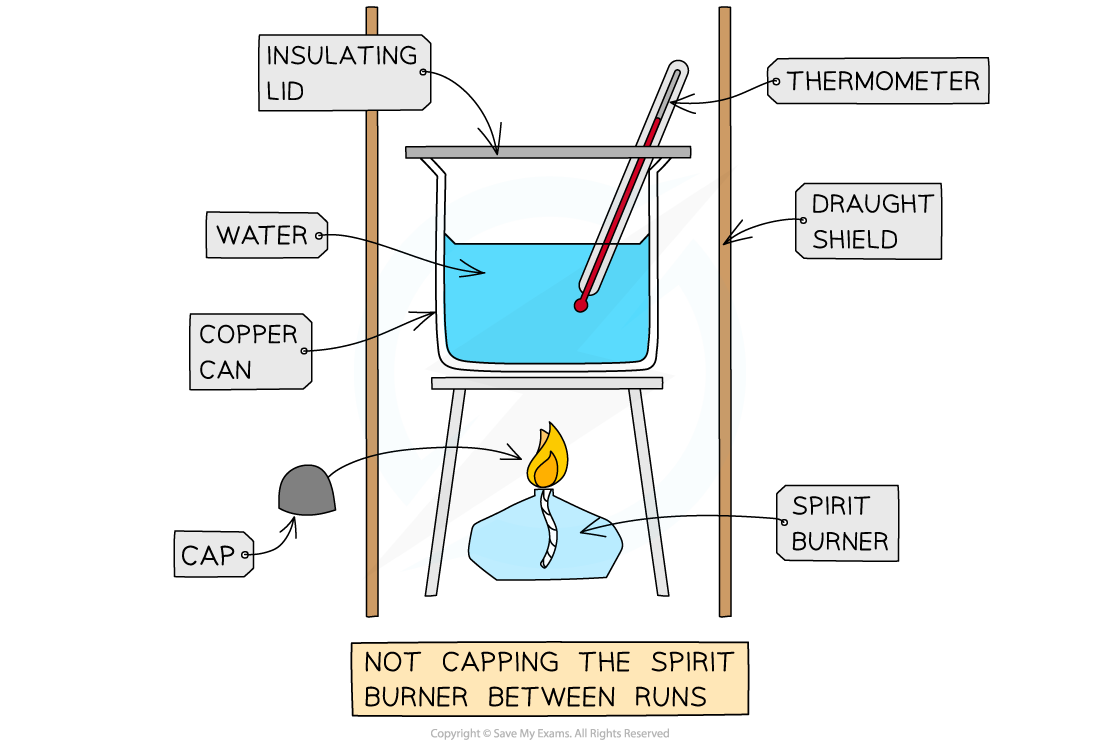 INSULATING
LID
THERMOMETER
DRAUGHT
SHIELD
WATER
COPPER
CAN
SPIRIT
BURNER
CAP
NOT CAPPING THE SPIRIT
BURNER BETWEEN RUNS
Copyright © Save My Exams. All Rights Reserved